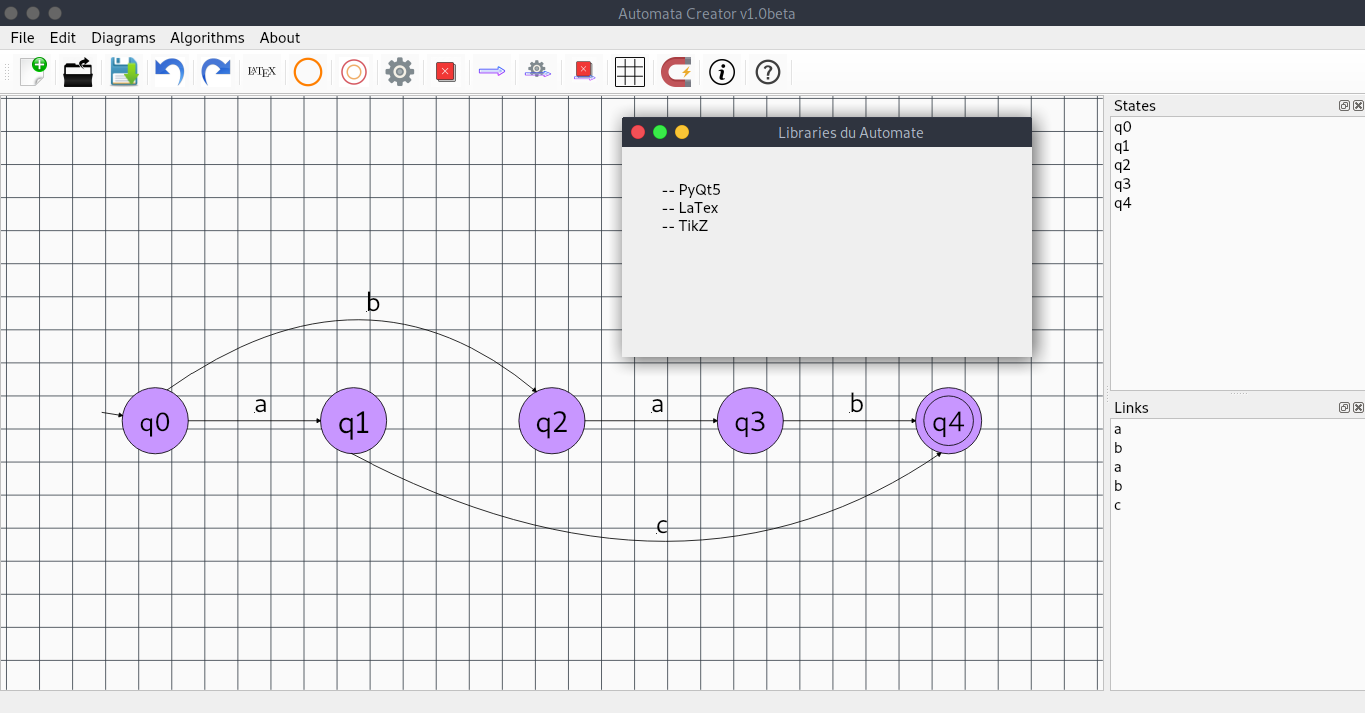 Automata Creator v1.0beta
File Edit Diagrams Algorithms About
LATEX
Libraries du Automate
-- PyQt5
-- LaTex
-- TikZ
b
a
a
b
q0
q1
q2
q3
q4
c
States
q0
q1
q2
q3
q4
Links
a
b
a
b
c